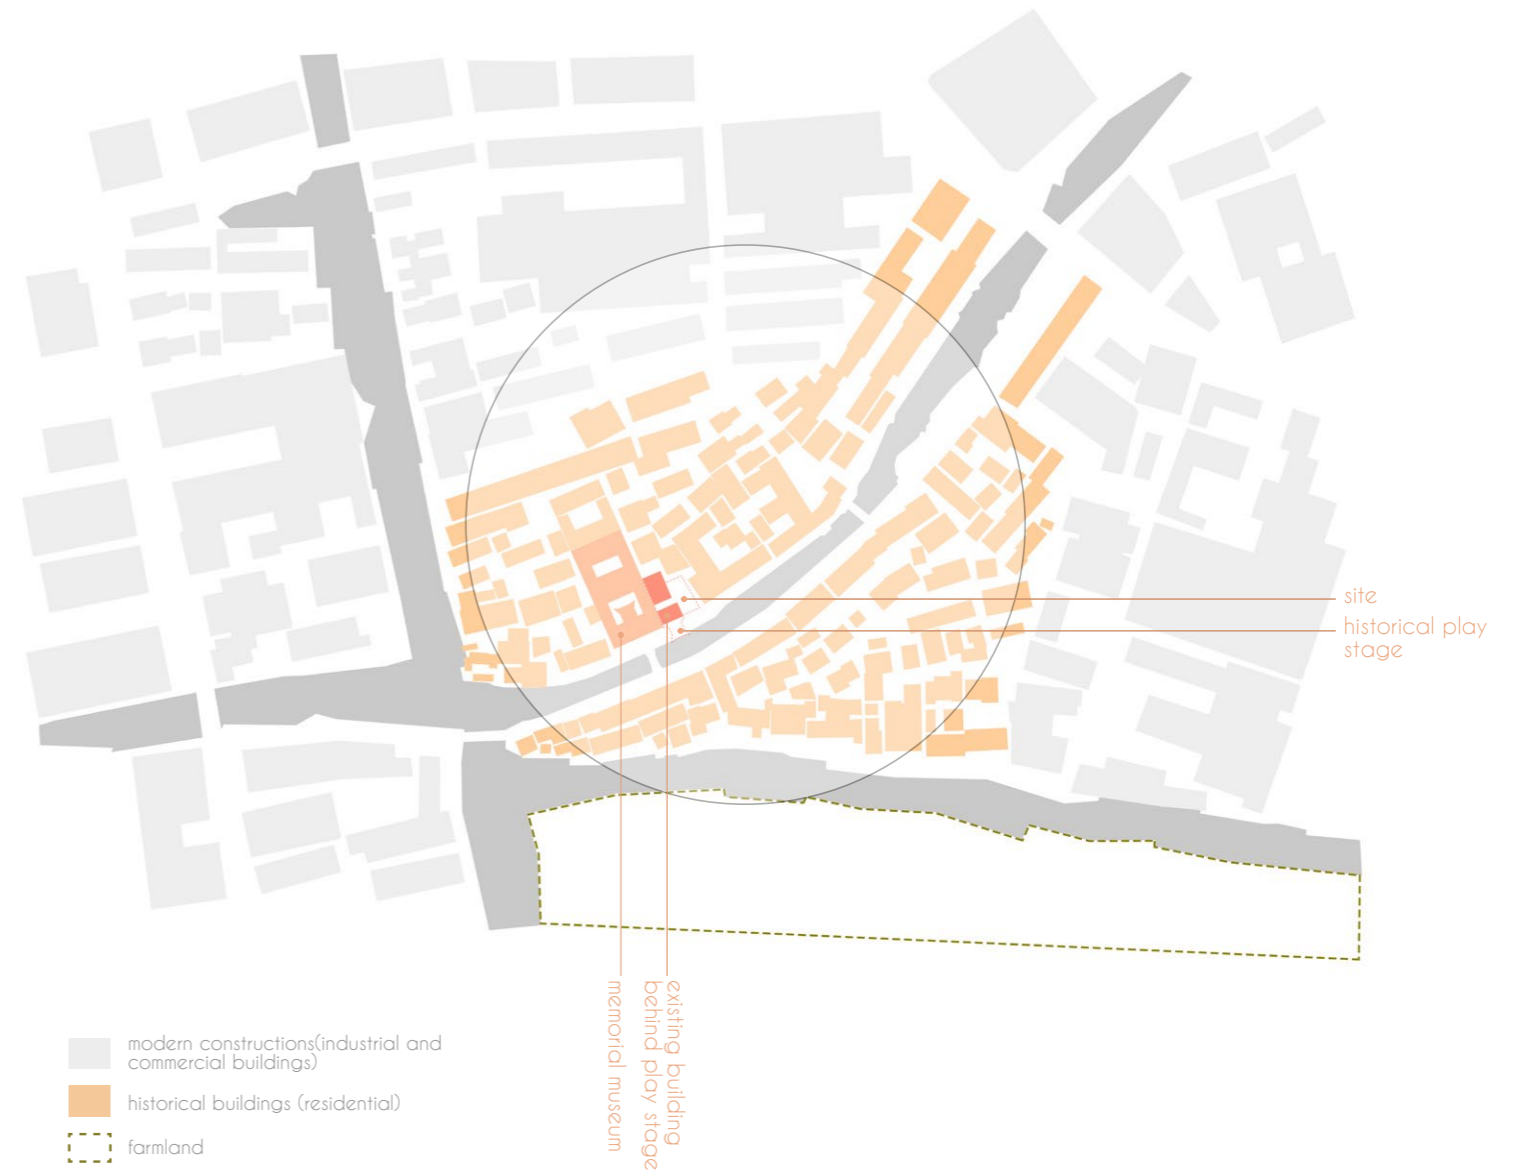 site
historical play
stage
existing building
behind play stage
memorial museum
modern constructions(industrial and
commercial buildings)
historical buildings (residential)
farmland